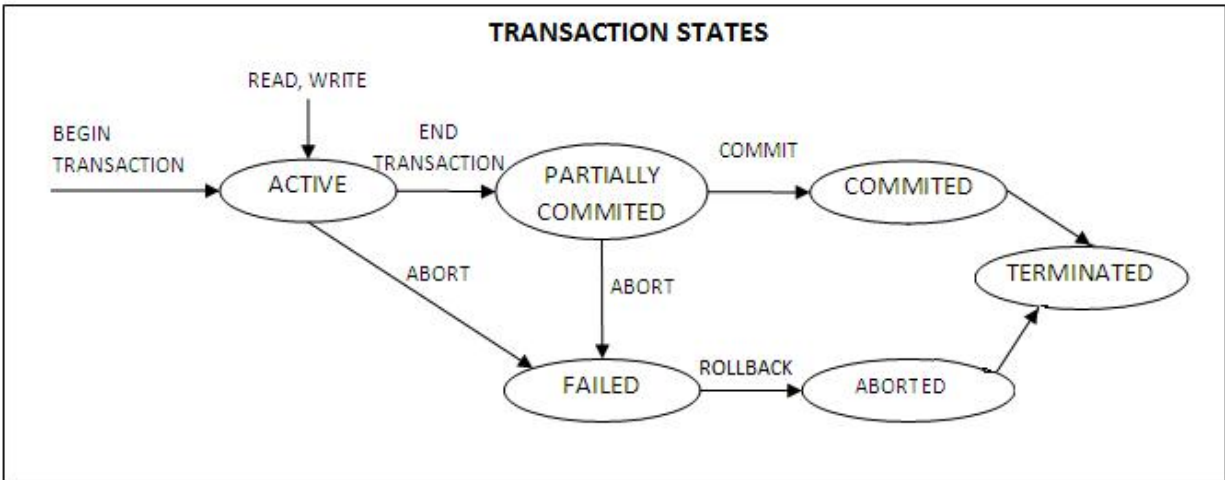 TRANSACTION STATES
READ, WRITE
BEGIN
TRANSACTION
END
TRANSACTION
ACTIVE
PARTIALLY
COMMITED
COMMIT
COMMITED
TERMINATED
ABORT
ABORT
FAILED
ROLLBACK
ABORTED